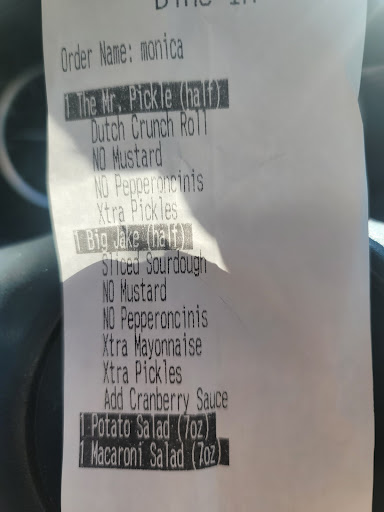 Dine In
Order Name: monica
1 The Mr. Pickle (half)
Dutch Crunch Roll
NO Mustard
NO Pepperoncinis
Xtra Pickles
1 Big Jake (half)
Sliced Sourdough
NO Mustard
NO Pepperoncinis
Xtra Mayonnaise
Xtra Pickles
Add Cranberry Sauce
1 Potato Salad (7oz)
1 Macaroni Salad (7oz)